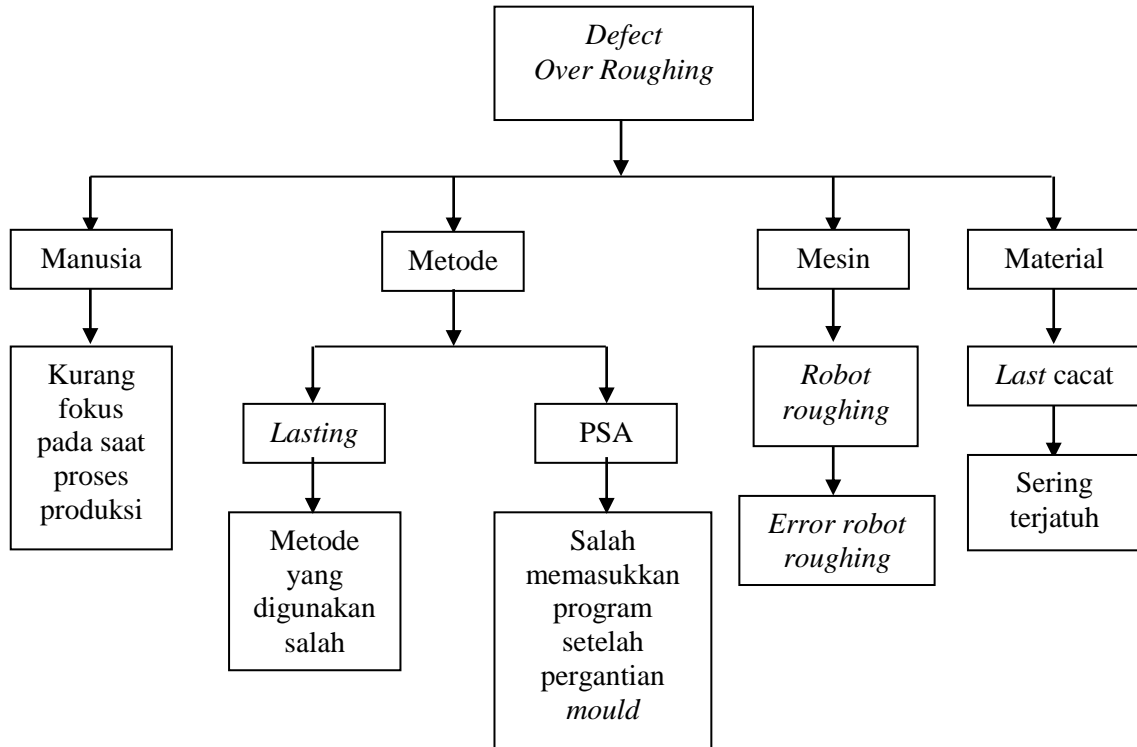 Defect
Over Roughing
Manusia
Metode
Mesin
Material
Kurang
fokus
pada saat
proses
produksi
Lasting
PSA
Robot
roughing
Last cacat
Metode
yang
digunakan
salah
Salah
memasukkan
program
setelah
pergantian
mould
Error robot
roughing
Sering
terjatuh